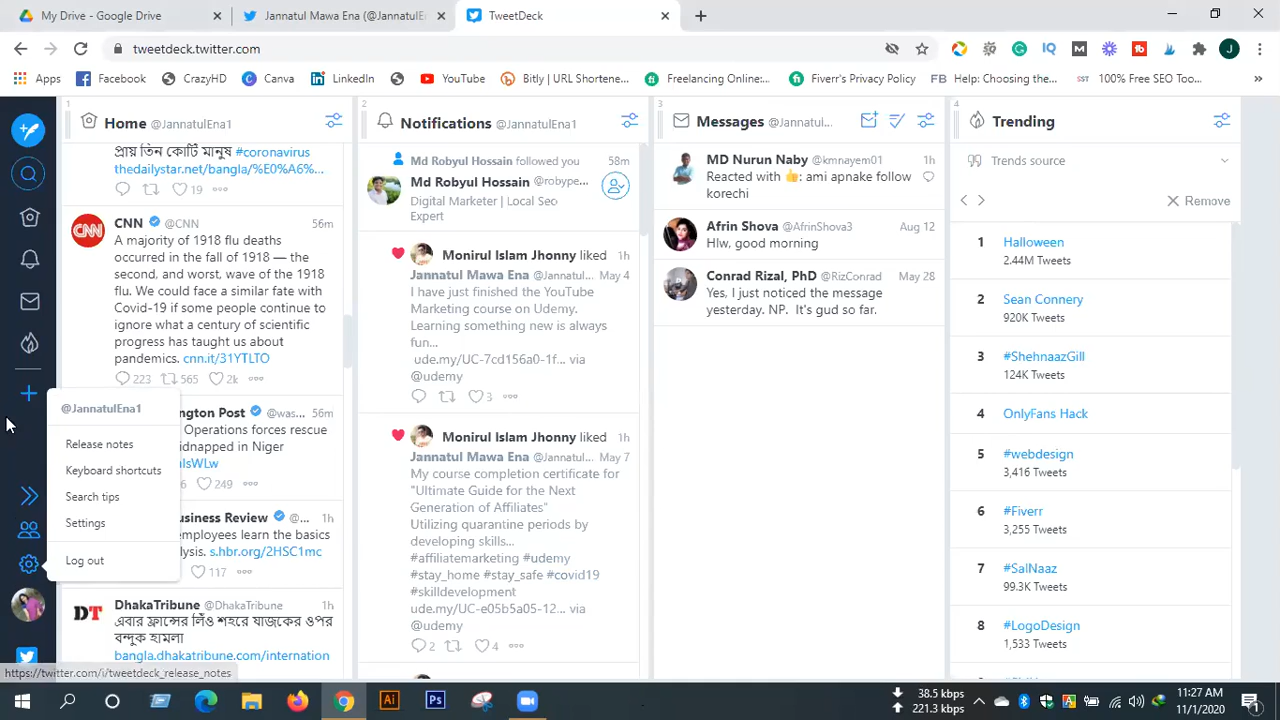 My Drive - Google Drive
Jannatul Mawa Ena (@JannatulE
TweetDeck
tweetdeck.twitter.com
Apps
Facebook
CrazyHD
Canva
LinkedIn
YouTube
Bitly | URL Shortene...
Freelancing Online:...
Fiverr's Privacy Policy
FB Help: Choosing the...
SST 100% Free SEO Too...
1
Home @JannatulEna1
প্রায় তিন কোটি মানুষ #coronavirus
thedailystar.net/bangla/%E0%A6%...
19
CNN @CNN 56m
A majority of 1918 flu deaths
occurred in the fall of 1918 — the
second, and worst, wave of the 1918
flu. We could face a similar fate with
Covid-19 if some people continue to
ignore what a century of scientific
progress has taught us about
pandemics. cnn.it/31YTLTO
223 565 2k
@JannatulEna1
Release notes
Keyboard shortcuts
Search tips
Settings
Log out
ngton Post @was... 56m
Operations forces rescue
kidnapped in Niger
ulsWLw
6 249
usiness Review @... 1h
employees learn the basics
lysis. s.hbr.org/2HSC1mc
117
DT
DhakaTribune @DhakaTribune 1h
এবার ফ্রান্সের লিঁও শহরে যাজকের ওপর
বন্দুক হামলা
bangla.dhakatribune.com/internation
https://twitter.com/i/tweetdeck_release_notes
2
Notifications @JannatulEna1
Md Robyul Hossain followed you 58m
Md Robyul Hossain @robype...
Digital Marketer | Local Seo
Expert
Monirul Islam Jhonny liked 1h
Jannatul Mawa Ena @Jannatul... May 4
I have just finished the YouTube
Marketing course on Udemy.
Learning something new is always
fun...
ude.my/UC-7cd156a0-1f... via
@udemy
3
Monirul Islam Jhonny liked 1h
Jannatul Mawa Ena @Jannatul... May 7
My course completion certificate for
"Ultimate Guide for the Next
Generation of Affiliates"
Utilizing quarantine periods by
developing skills...
#affiliatemarketing #udemy
#stay_home #stay_safe #covid19
#skilldevelopment
ude.my/UC-e05b5a05-12... via
@udemy
2 4
3
Messages @Jannatul...
MD Nurun Naby @kmnayem01 1h
Reacted with 👍: ami apnake follow
korechi
Afrin Shova @AfrinShova3 Aug 12
Hlw, good morning
Conrad Rizal, PhD @RizConrad May 28
Yes, I just noticed the message
yesterday. NP. It's gud so far.
4
Trending
Trends source
Remove
1 Halloween
2.44M Tweets
2 Sean Connery
920K Tweets
3 #ShehnaazGill
124K Tweets
4 OnlyFans Hack
5 #webdesign
3,416 Tweets
6 #Fiverr
3,255 Tweets
7 #SalNaaz
99.3K Tweets
8 #LogoDesign
1,533 Tweets
Ai
Ps
38.5 kbps
221.3 kbps
11:27 AM
11/1/2020